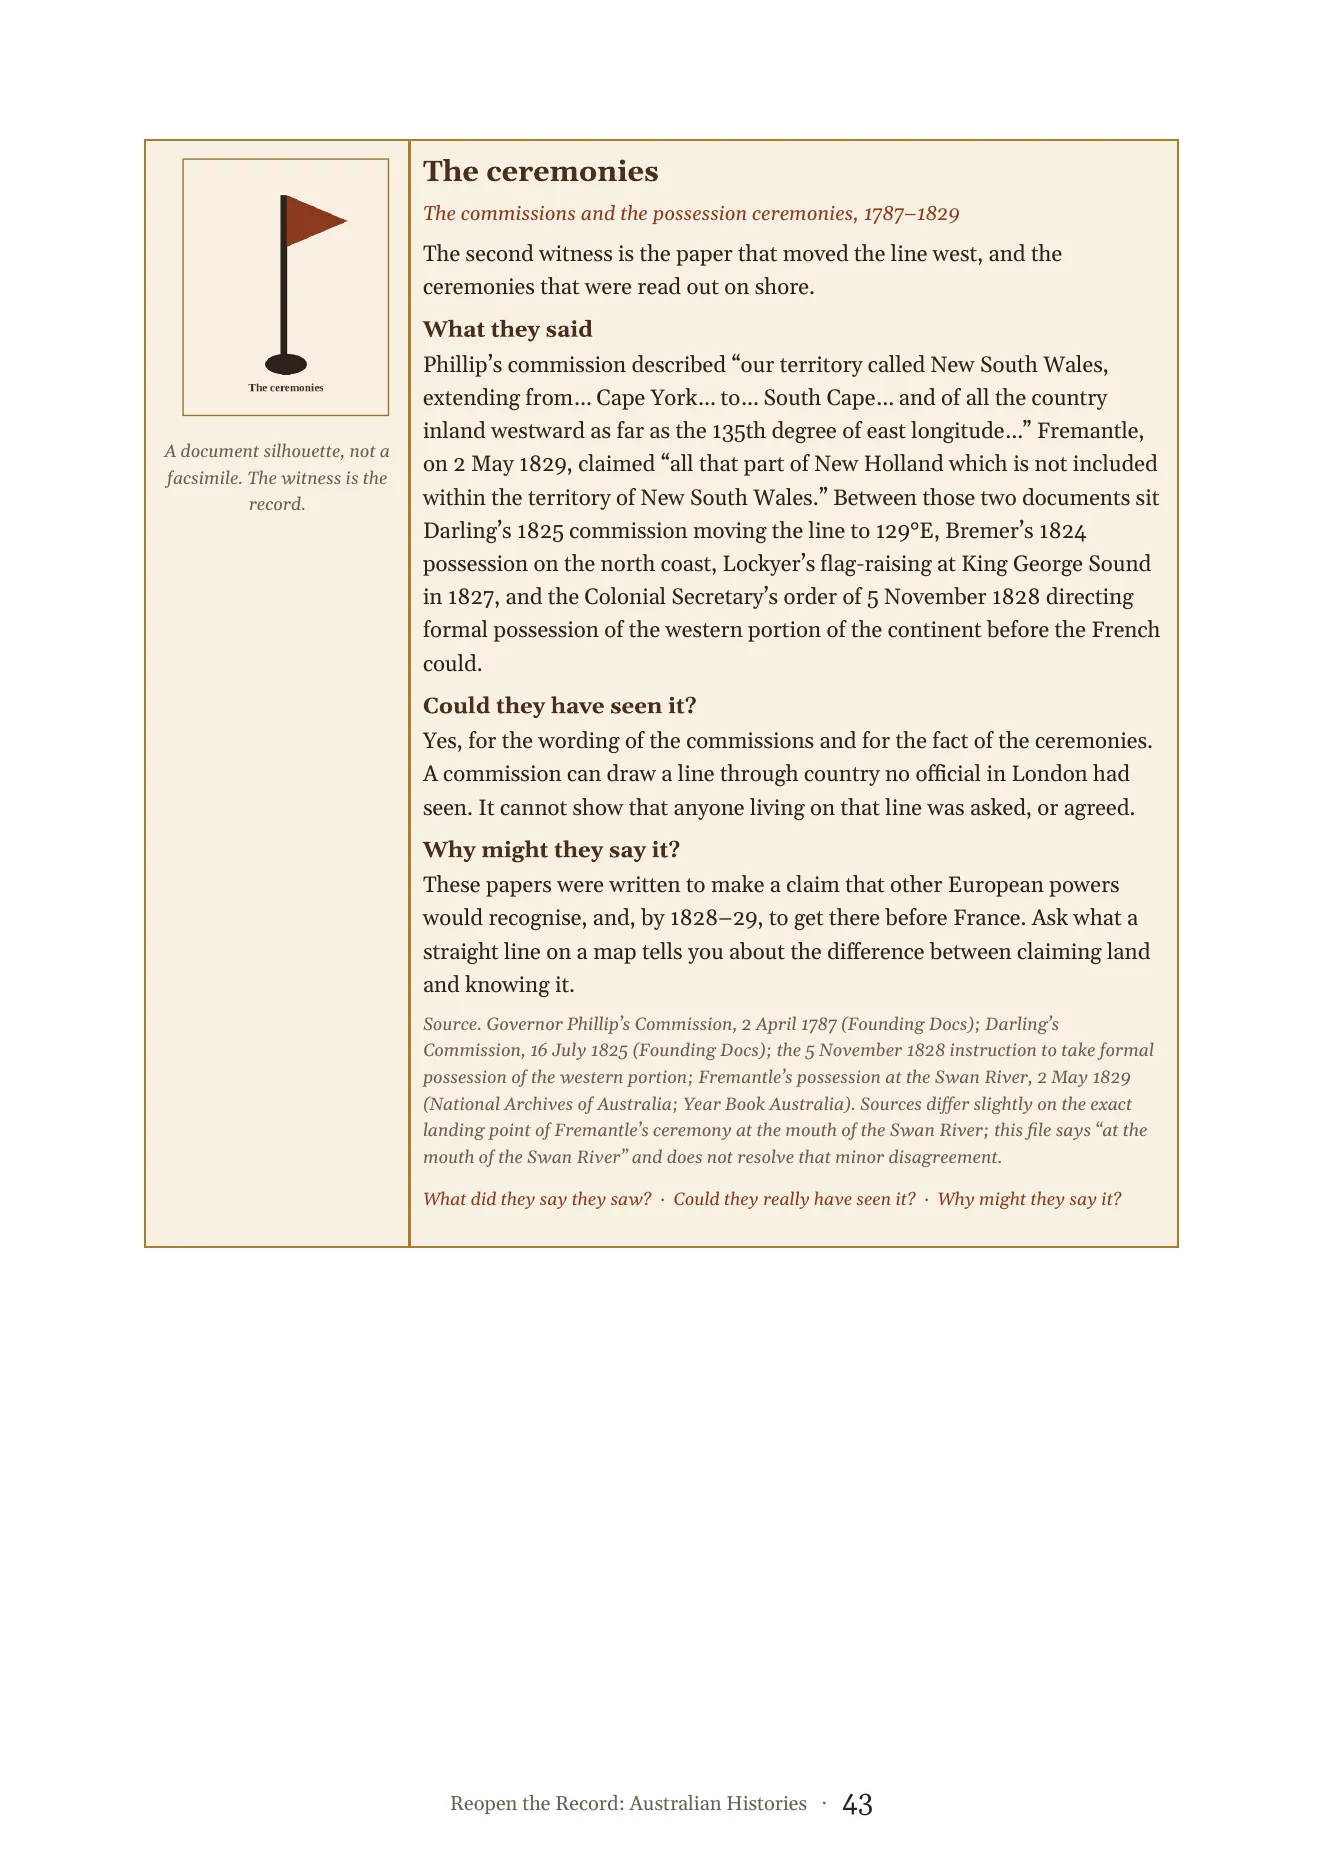 The ceremonies
A document silhouette, not a
facsimile. The witness is the
record.
The ceremonies
The commissions and the possession ceremonies, 1787–1829
The second witness is the paper that moved the line west, and the
ceremonies that were read out on shore.
What they said
Phillip’s commission described “our territory called New South Wales,
extending from… Cape York… to… South Cape… and of all the country
inland westward as far as the 135th degree of east longitude…” Fremantle,
on 2 May 1829, claimed “all that part of New Holland which is not included
within the territory of New South Wales.” Between those two documents sit
Darling’s 1825 commission moving the line to 129°E, Bremer’s 1824
possession on the north coast, Lockyer’s flag-raising at King George Sound
in 1827, and the Colonial Secretary’s order of 5 November 1828 directing
formal possession of the western portion of the continent before the French
could.
Could they have seen it?
Yes, for the wording of the commissions and for the fact of the ceremonies.
A commission can draw a line through country no official in London had
seen. It cannot show that anyone living on that line was asked, or agreed.
Why might they say it?
These papers were written to make a claim that other European powers
would recognise, and, by 1828–29, to get there before France. Ask what a
straight line on a map tells you about the difference between claiming land
and knowing it.
Source. Governor Phillip’s Commission, 2 April 1787 (Founding Docs); Darling’s
Commission, 16 July 1825 (Founding Docs); the 5 November 1828 instruction to take formal
possession of the western portion; Fremantle’s possession at the Swan River, 2 May 1829
(National Archives of Australia; Year Book Australia). Sources differ slightly on the exact
landing point of Fremantle’s ceremony at the mouth of the Swan River; this file says “at the
mouth of the Swan River” and does not resolve that minor disagreement.
What did they say they saw? · Could they really have seen it? · Why might they say it?
Reopen the Record: Australian Histories · 43